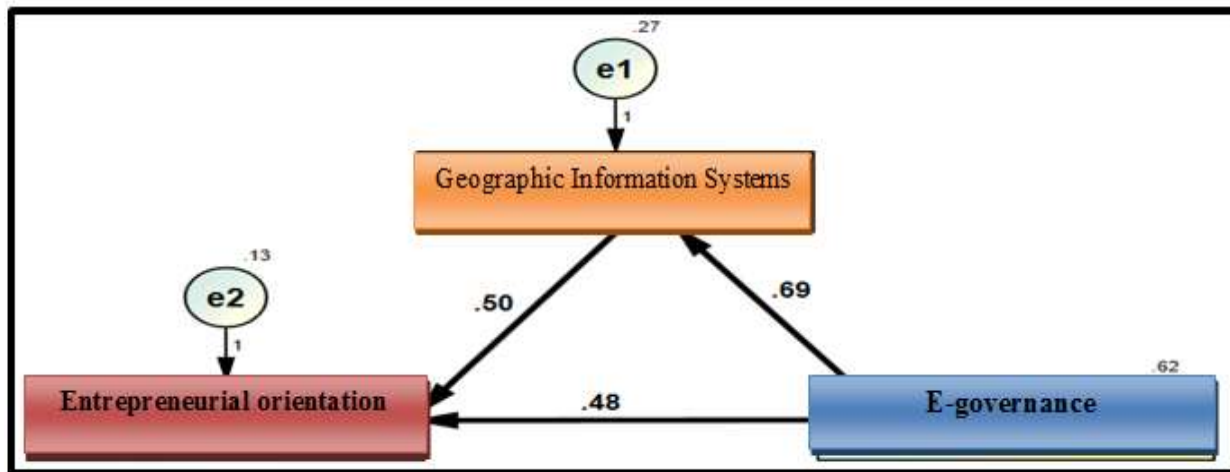 .27
e1
1
Geographic Information Systems
.13
e2
1
.50
.69
Entrepreneurial orientation
.48
.62
E-governance